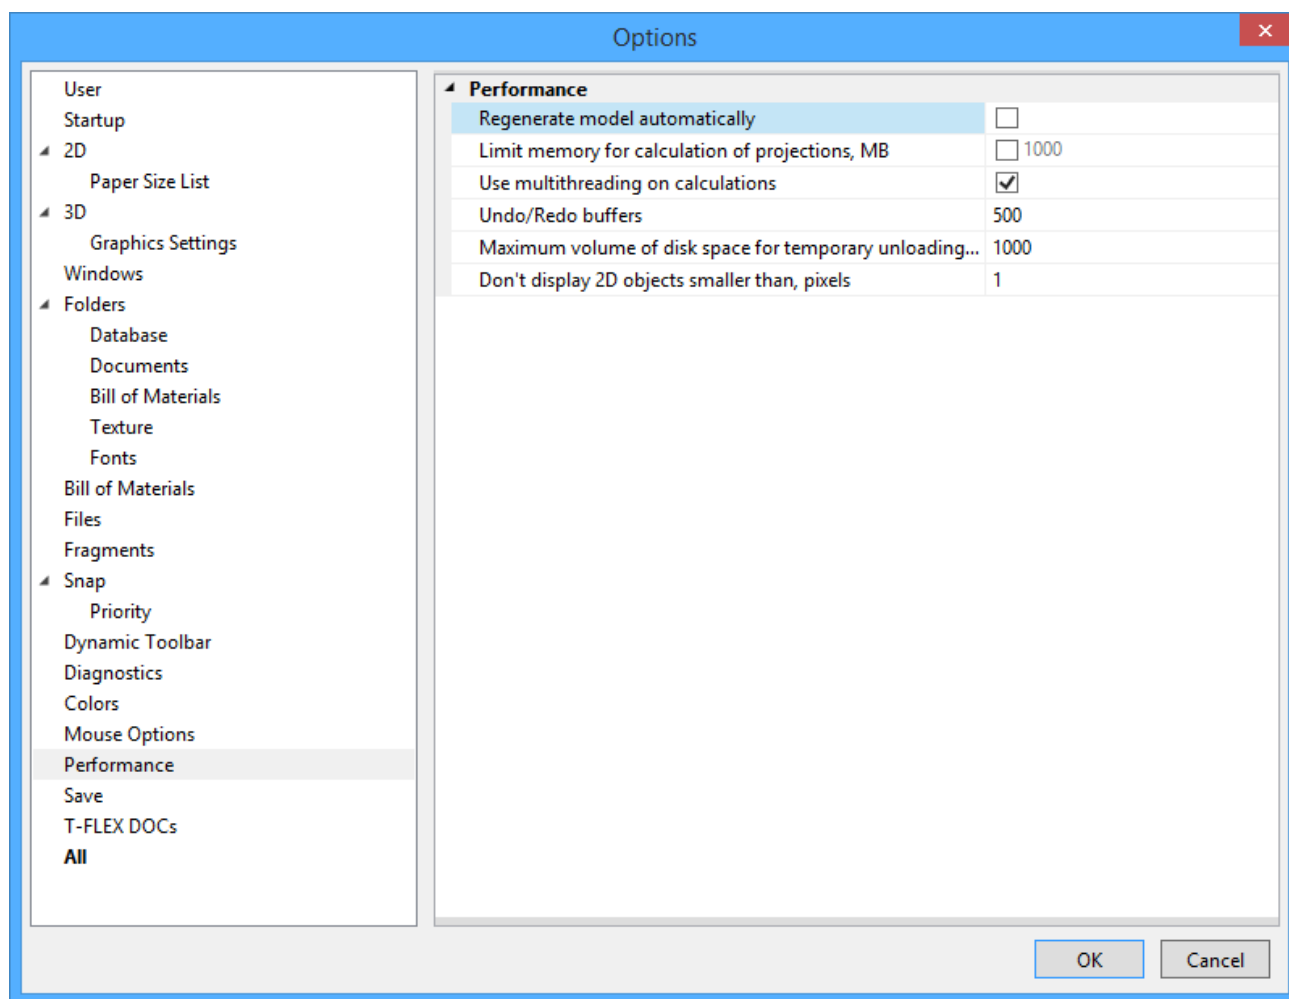 Options
User
Startup
2D
Paper Size List
3D
Graphics Settings
Windows
Folders
Database
Documents
Bill of Materials
Texture
Fonts
Bill of Materials
Files
Fragments
Snap
Priority
Dynamic Toolbar
Diagnostics
Colors
Mouse Options
Performance
Save
T-FLEX DOCs
All
Performance
Regenerate model automatically
Limit memory for calculation of projections, MB 1000
Use multithreading on calculations
Undo/Redo buffers 500
Maximum volume of disk space for temporary unloading... 1000
Don't display 2D objects smaller than, pixels 1
OK Cancel